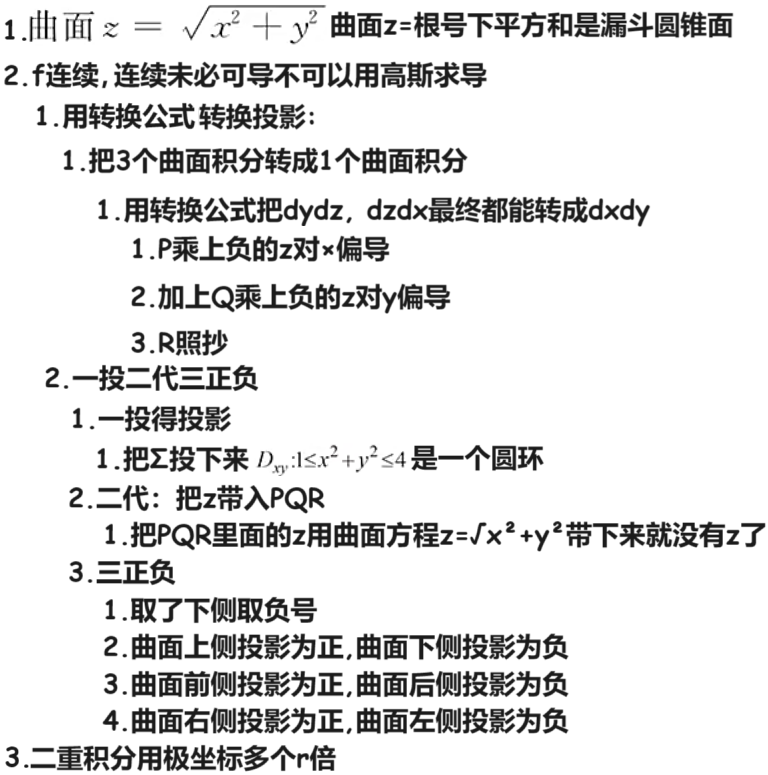 1.曲面 z = √x²+y² 曲面z=根号下平方和是漏斗圆锥面
2.f连续,连续未必可导不可以用高斯求导
1.用转换公式 转换投影:
1.把3个曲面积分转成1个曲面积分
1.用转换公式把dydz, dzdx最终都能转成dxdy
1.P乘上负的z对×偏导
2.加上Q乘上负的z对y偏导
3.R照抄
2.一投二代三正负
1.一投得投影
1.把Σ投下来 Dxy:1≤x²+y²≤4 是一个圆环
2.二代：把z带入PQR
1.把PQR里面的z用曲面方程z=√x²+y²带下来就没有z了
3.三正负
1.取了下侧取负号
2.曲面上侧投影为正,曲面下侧投影为负
3.曲面前侧投影为正,曲面后侧投影为负
4.曲面右侧投影为正,曲面左侧投影为负
3.二重积分用极坐标多个r倍